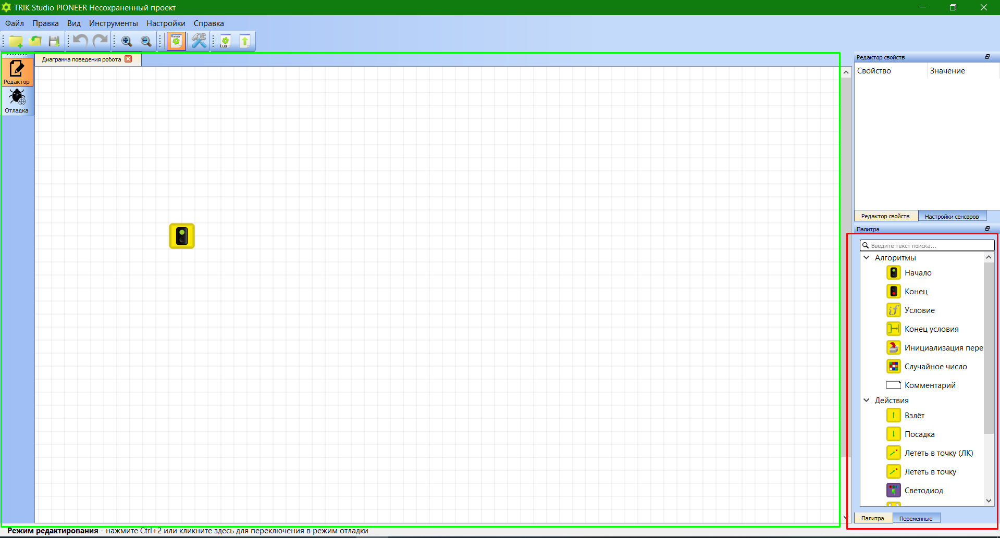 TRIK Studio PIONEER Несохраненный проект
Файл Правка Вид Инструменты Настройки Справка
Pioneer
Lua
Редактор
Отладка
Диаграмма поведения робота
Редактор свойств
Свойство Значение
Редактор свойств Настройки сенсоров
Палитра
Введите текст поиска...
Алгоритмы
Начало
if Условие
Конец
Конец условия
Инициализация пере
Случайное число
Комментарий
Действия
Взлёт
Посадка
Лететь в точку (ЛК)
Лететь в точку
Светодиод
Палитра Переменные
Режим редактирования - нажмите Ctrl+2 или кликните здесь для переключения в режим отладки